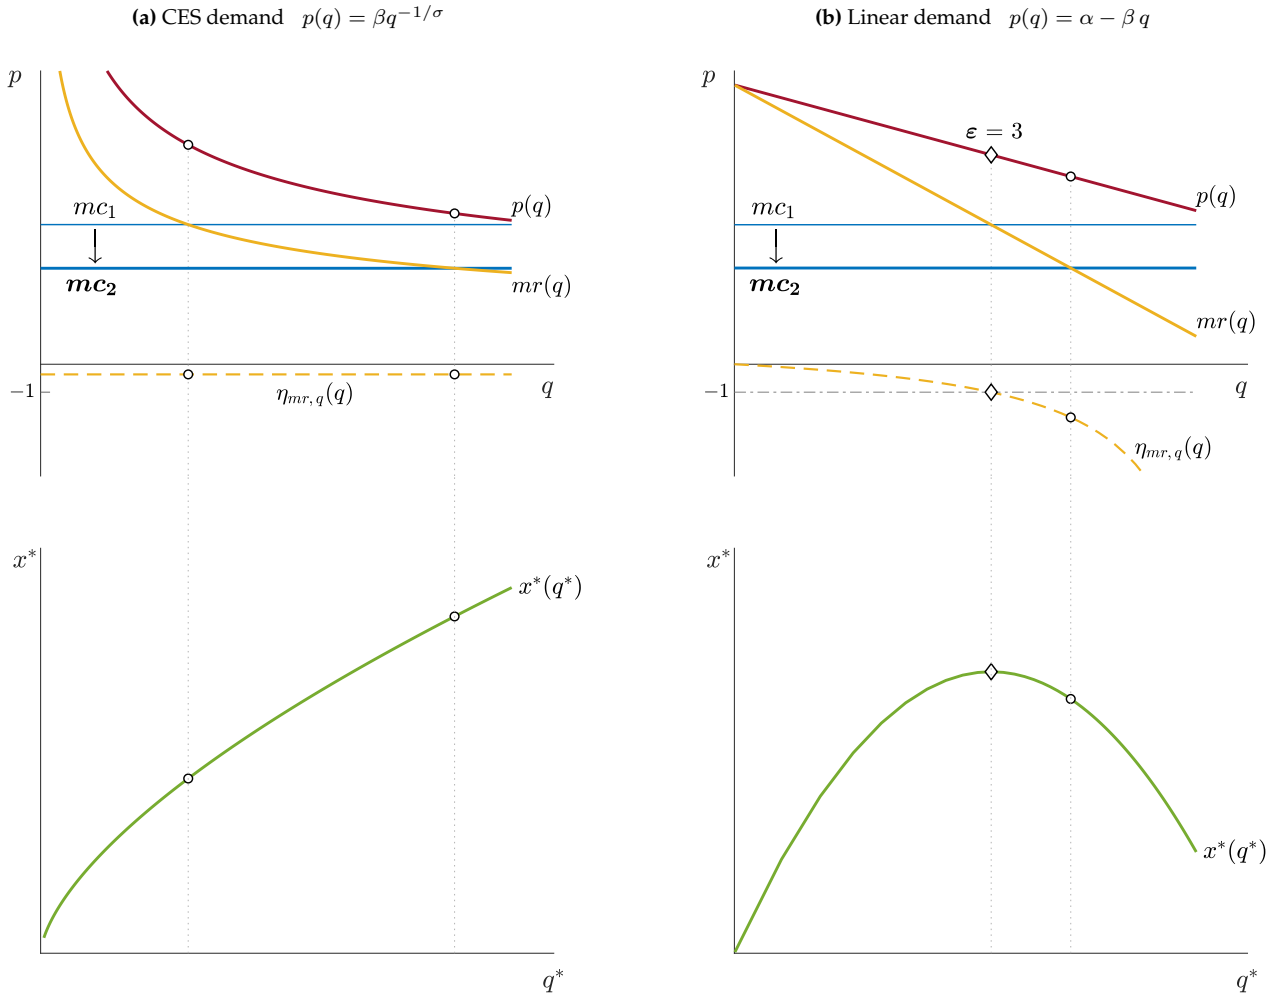 (a) CES demand p(q) = βq^{−1/σ}
p
mc₁
mc₂
p(q)
mr(q)
−1
η_{mr, q}(q)
q
x*
x*(q*)
q*
(b) Linear demand p(q) = α − β q
p
ε = 3
mc₁
mc₂
p(q)
mr(q)
−1
q
η_{mr, q}(q)
x*
x*(q*)
q*